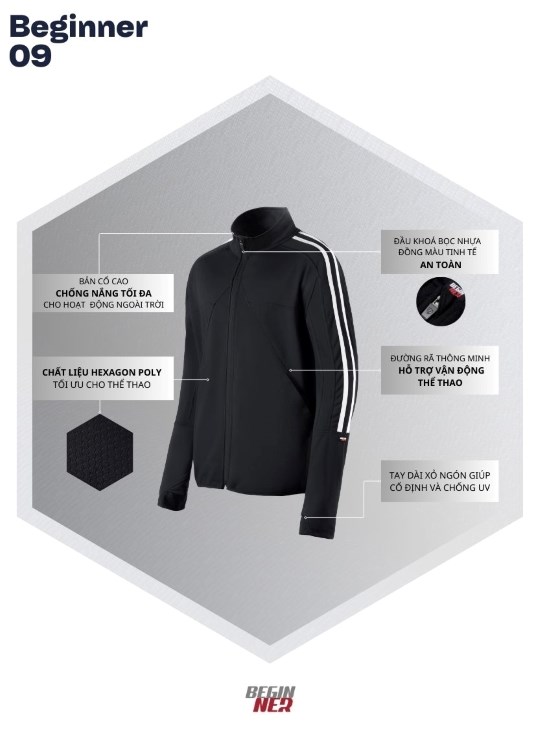 Beginner
09
ĐẦU KHOÁ BỌC NHỰA
ĐỒNG MÀU TINH TẾ
AN TOÀN
BẢN CỔ CAO
CHỐNG NẮNG TỐI ĐA
CHO HOẠT ĐỘNG NGOÀI TRỜI
CHẤT LIỆU HEXAGON POLY
TỐI ƯU CHO THỂ THAO
ĐƯỜNG RÃ THÔNG MINH
HỖ TRỢ VẬN ĐỘNG
THỂ THAO
TAY DÀI XỎ NGÓN GIÚP
CỐ ĐỊNH VÀ CHỐNG UV
BEGIN
NER